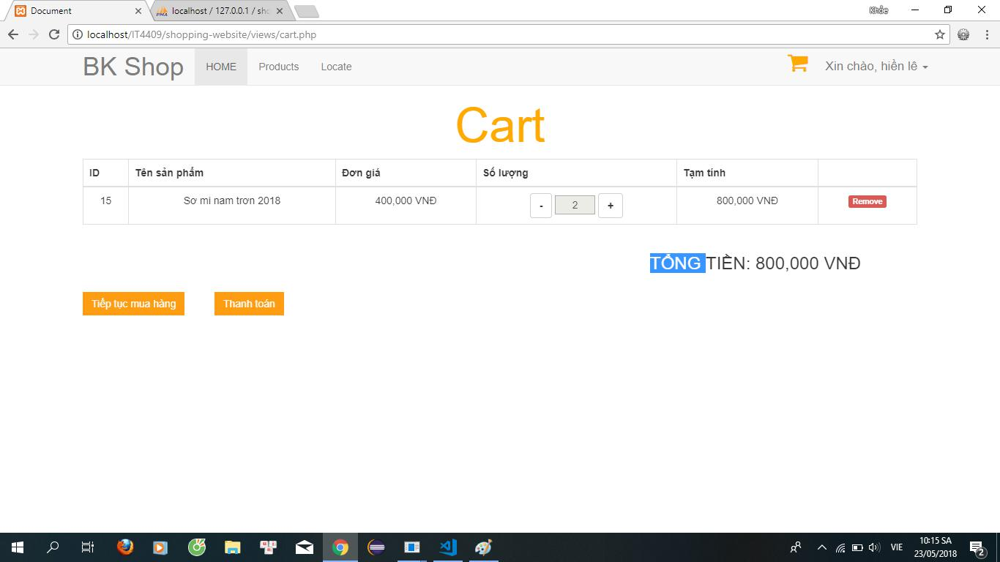 Document
localhost / 127.0.0.1 / sho
Khỏe
localhost/IT4409/shopping-website/views/cart.php
BK Shop HOME Products Locate Xin chào, hiền lê
Cart
ID Tên sản phẩm Đơn giá Số lượng Tạm tính
15 Sơ mi nam trơn 2018 400,000 VNĐ - 2 + 800,000 VNĐ Remove
TỔNG TIỀN: 800,000 VNĐ
Tiếp tục mua hàng Thanh toán
VIE
10:15 SA
23/05/2018
2